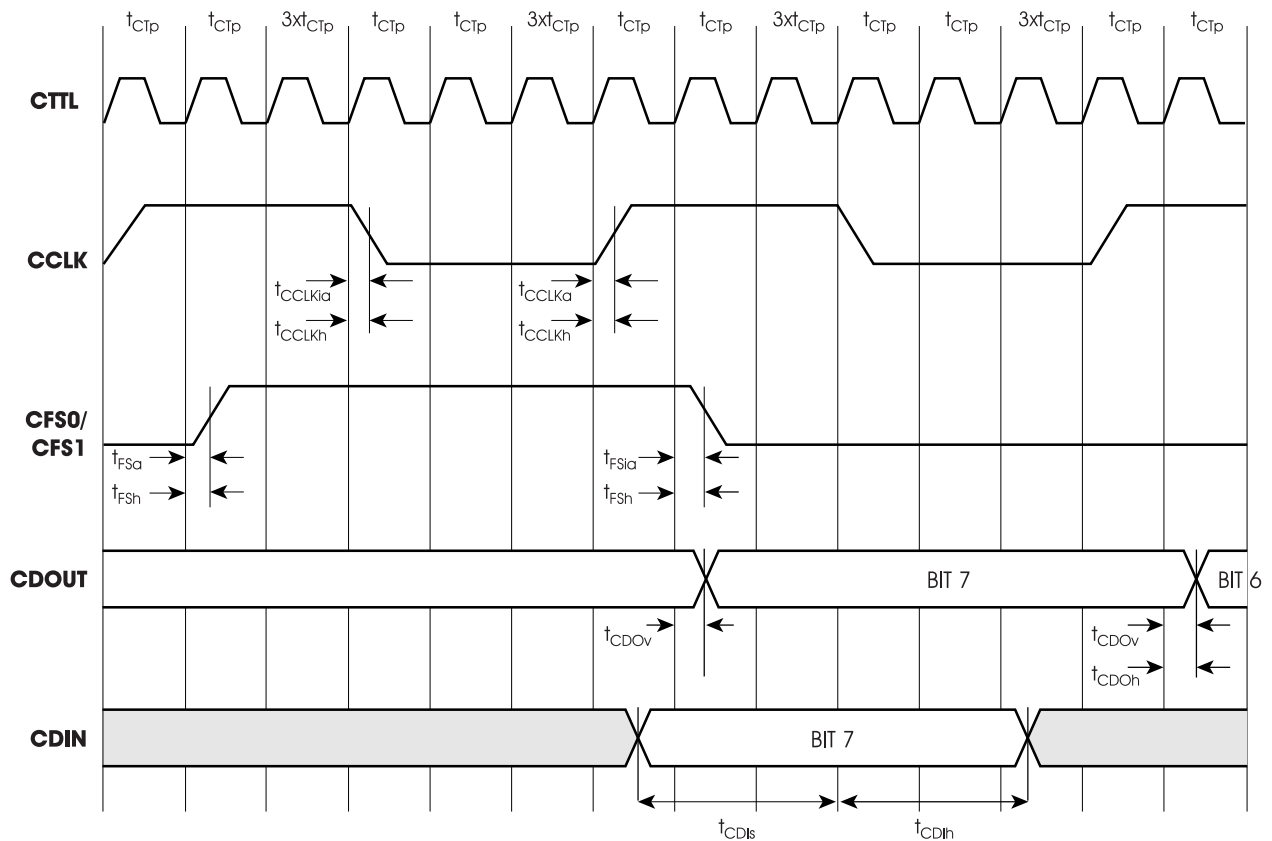 tCTp tCTp 3xtCTp tCTp tCTp 3xtCTp tCTp tCTp 3xtCTp tCTp tCTp 3xtCTp tCTp tCTp
CTTL
CCLK
tCCLKia tCCLKa
tCCLKh tCCLKh
CFS0/
CFS1
tFSa tFSia
tFSh tFSh
CDOUT BIT 7 BIT 6
tCDOv tCDOv
tCDOh
CDIN BIT 7
tCDIs tCDIh